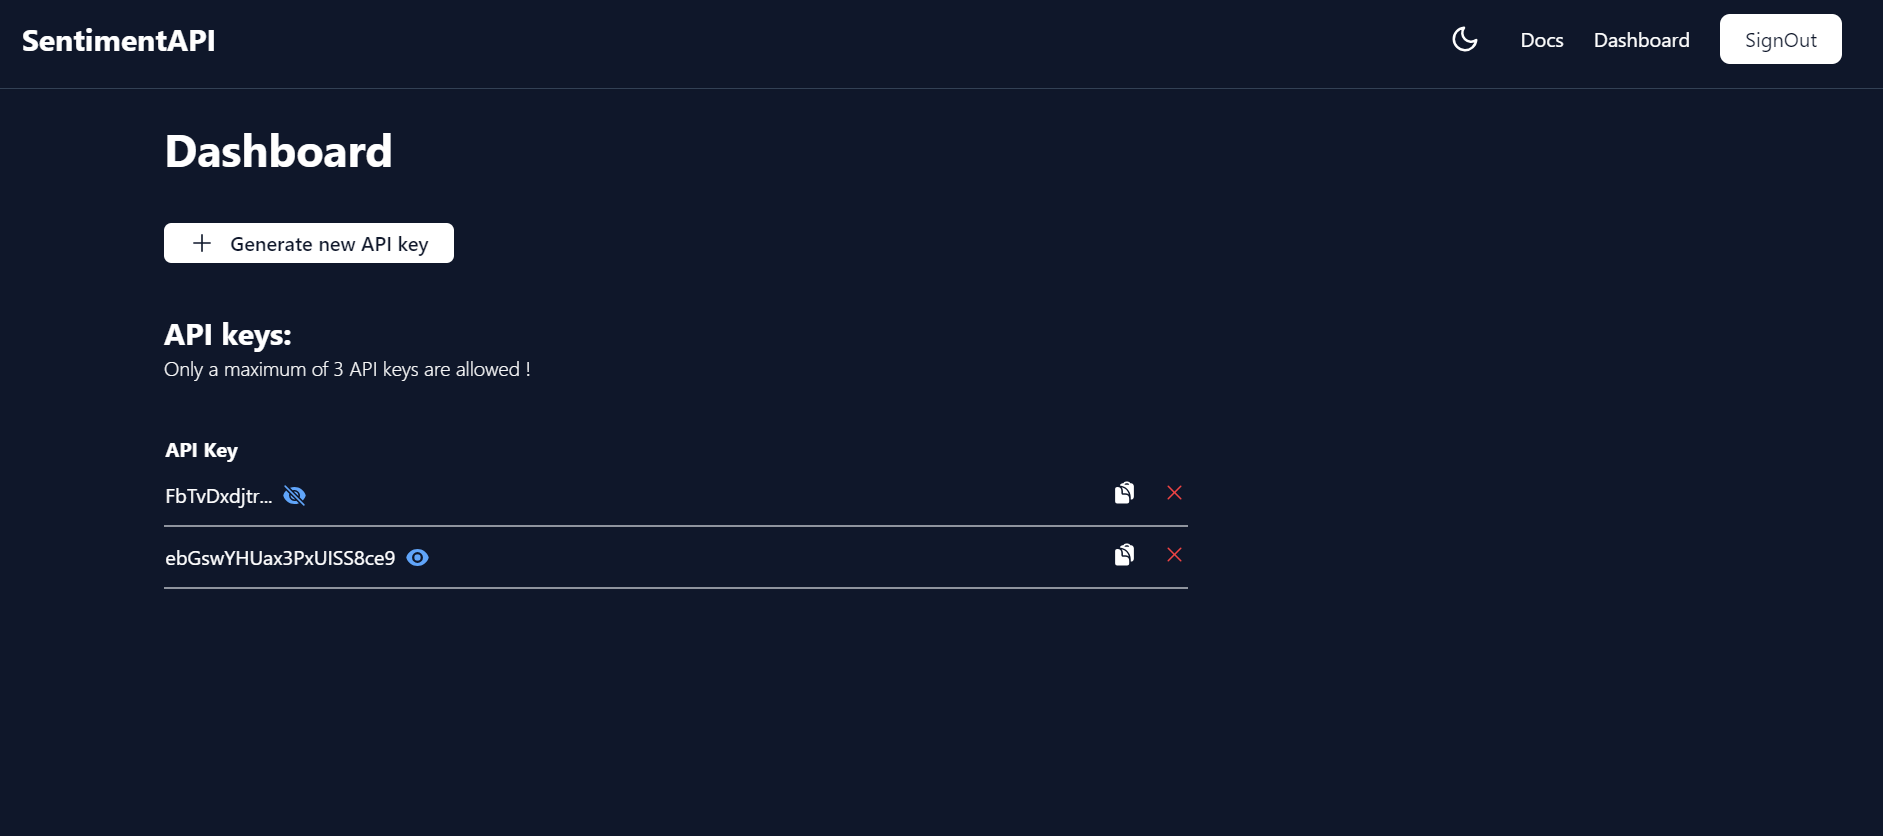 SentimentAPI
Docs Dashboard SignOut
Dashboard
Generate new API key
API keys:
Only a maximum of 3 API keys are allowed !
API Key
FbTvDxdjtr...
ebGswYHUax3PxUISS8ce9